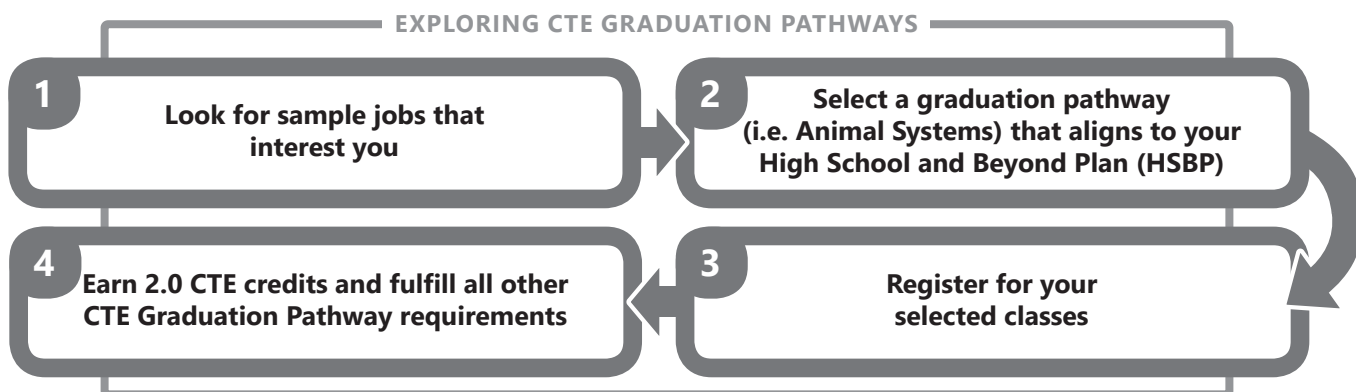 EXPLORING CTE GRADUATION PATHWAYS
1
Look for sample jobs that
interest you
2
Select a graduation pathway
(i.e. Animal Systems) that aligns to your
High School and Beyond Plan (HSBP)
3
Register for your
selected classes
4
Earn 2.0 CTE credits and fulfill all other
CTE Graduation Pathway requirements